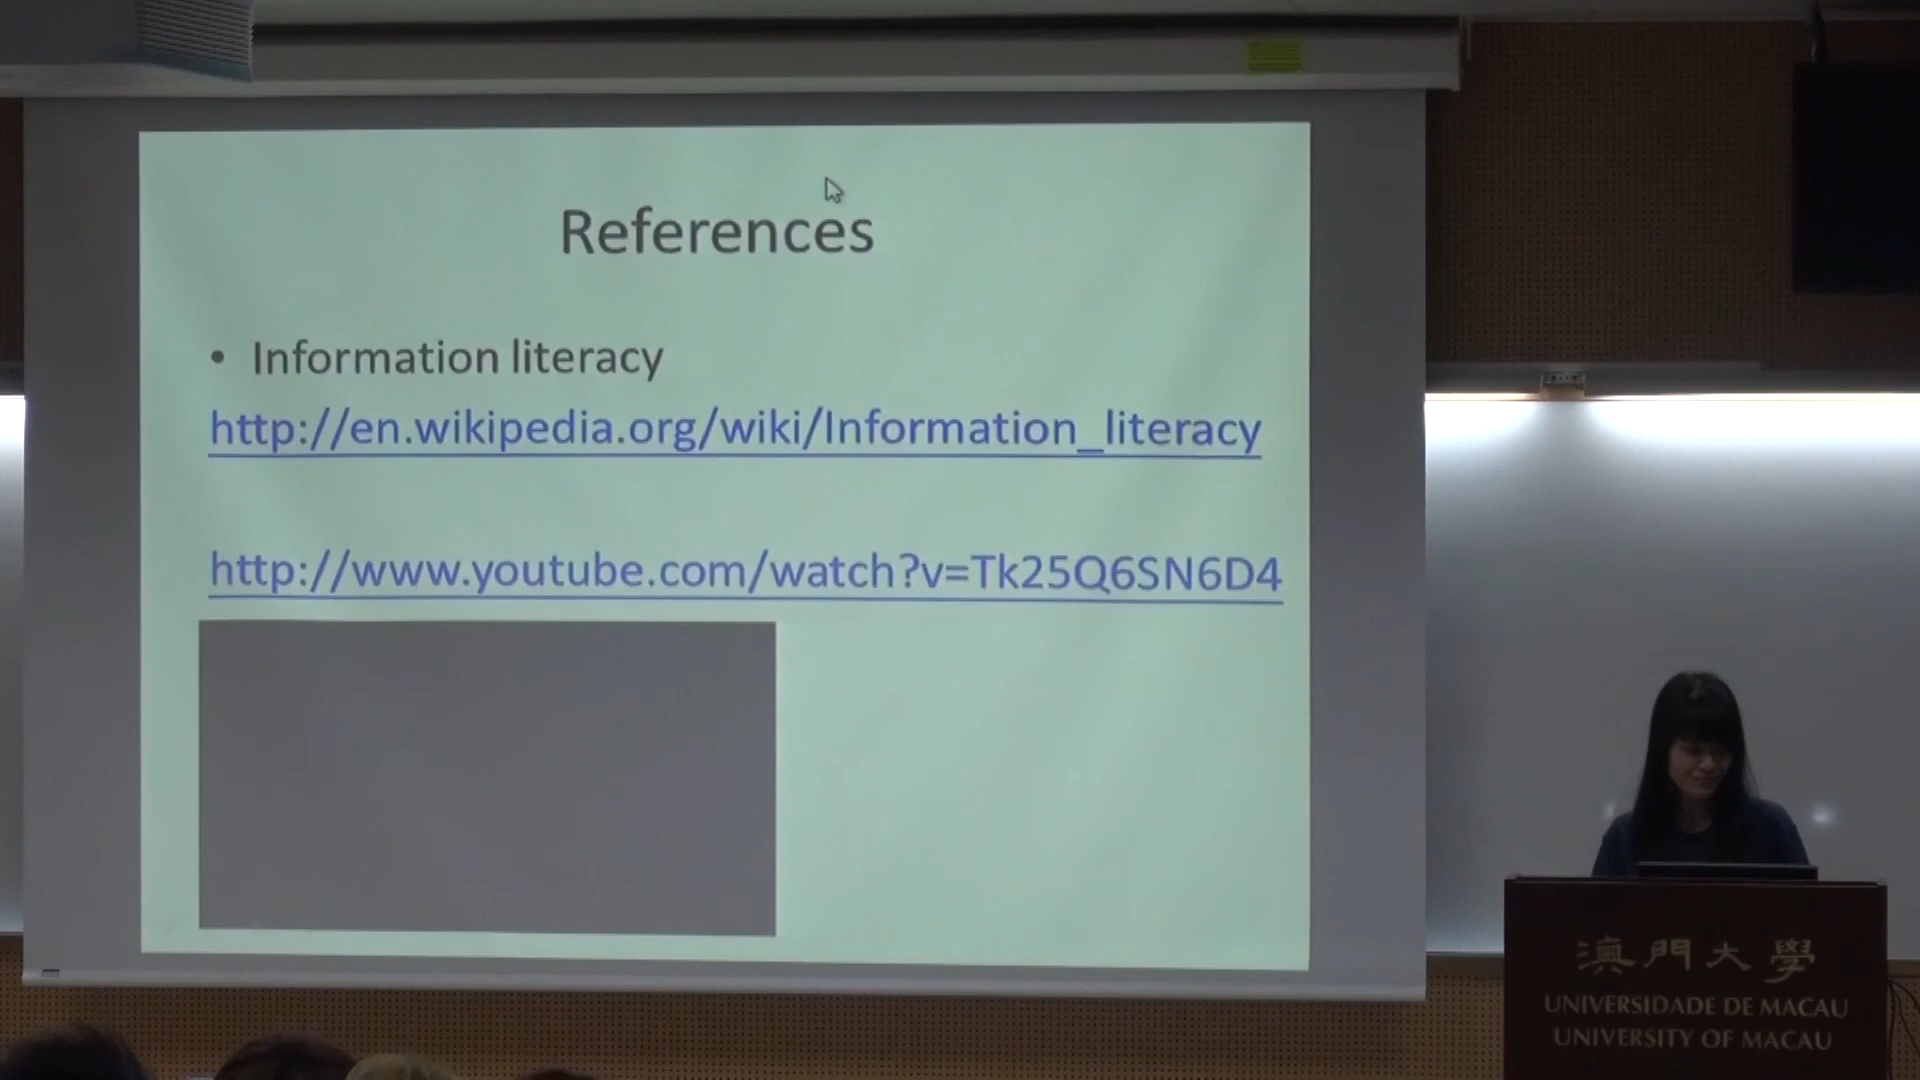 References
• Information literacy
http://en.wikipedia.org/wiki/Information_literacy
http://www.youtube.com/watch?v=Tk25Q6SN6D4
澳門大學
UNIVERSIDADE DE MACAU
UNIVERSITY OF MACAU